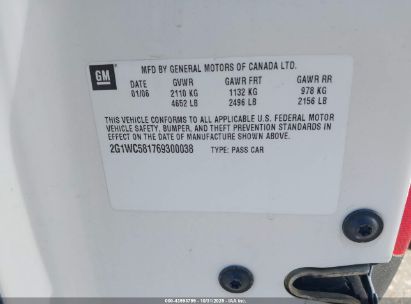 GM
MFD BY GENERAL MOTORS OF CANADA LTD.
DATE GVWR GAWR FRT GAWR RR
01/06 2110 KG 1132 KG 978 KG
4652 LB 2496 LB 2156 LB
THIS VEHICLE CONFORMS TO ALL APPLICABLE U.S. FEDERAL MOTOR
VEHICLE SAFETY, BUMPER, AND THEFT PREVENTION STANDARDS IN
EFFECT ON THE DATE OF MANUFACTURE SHOWN ABOVE.
2G1WC581769300038 TYPE: PASS CAR